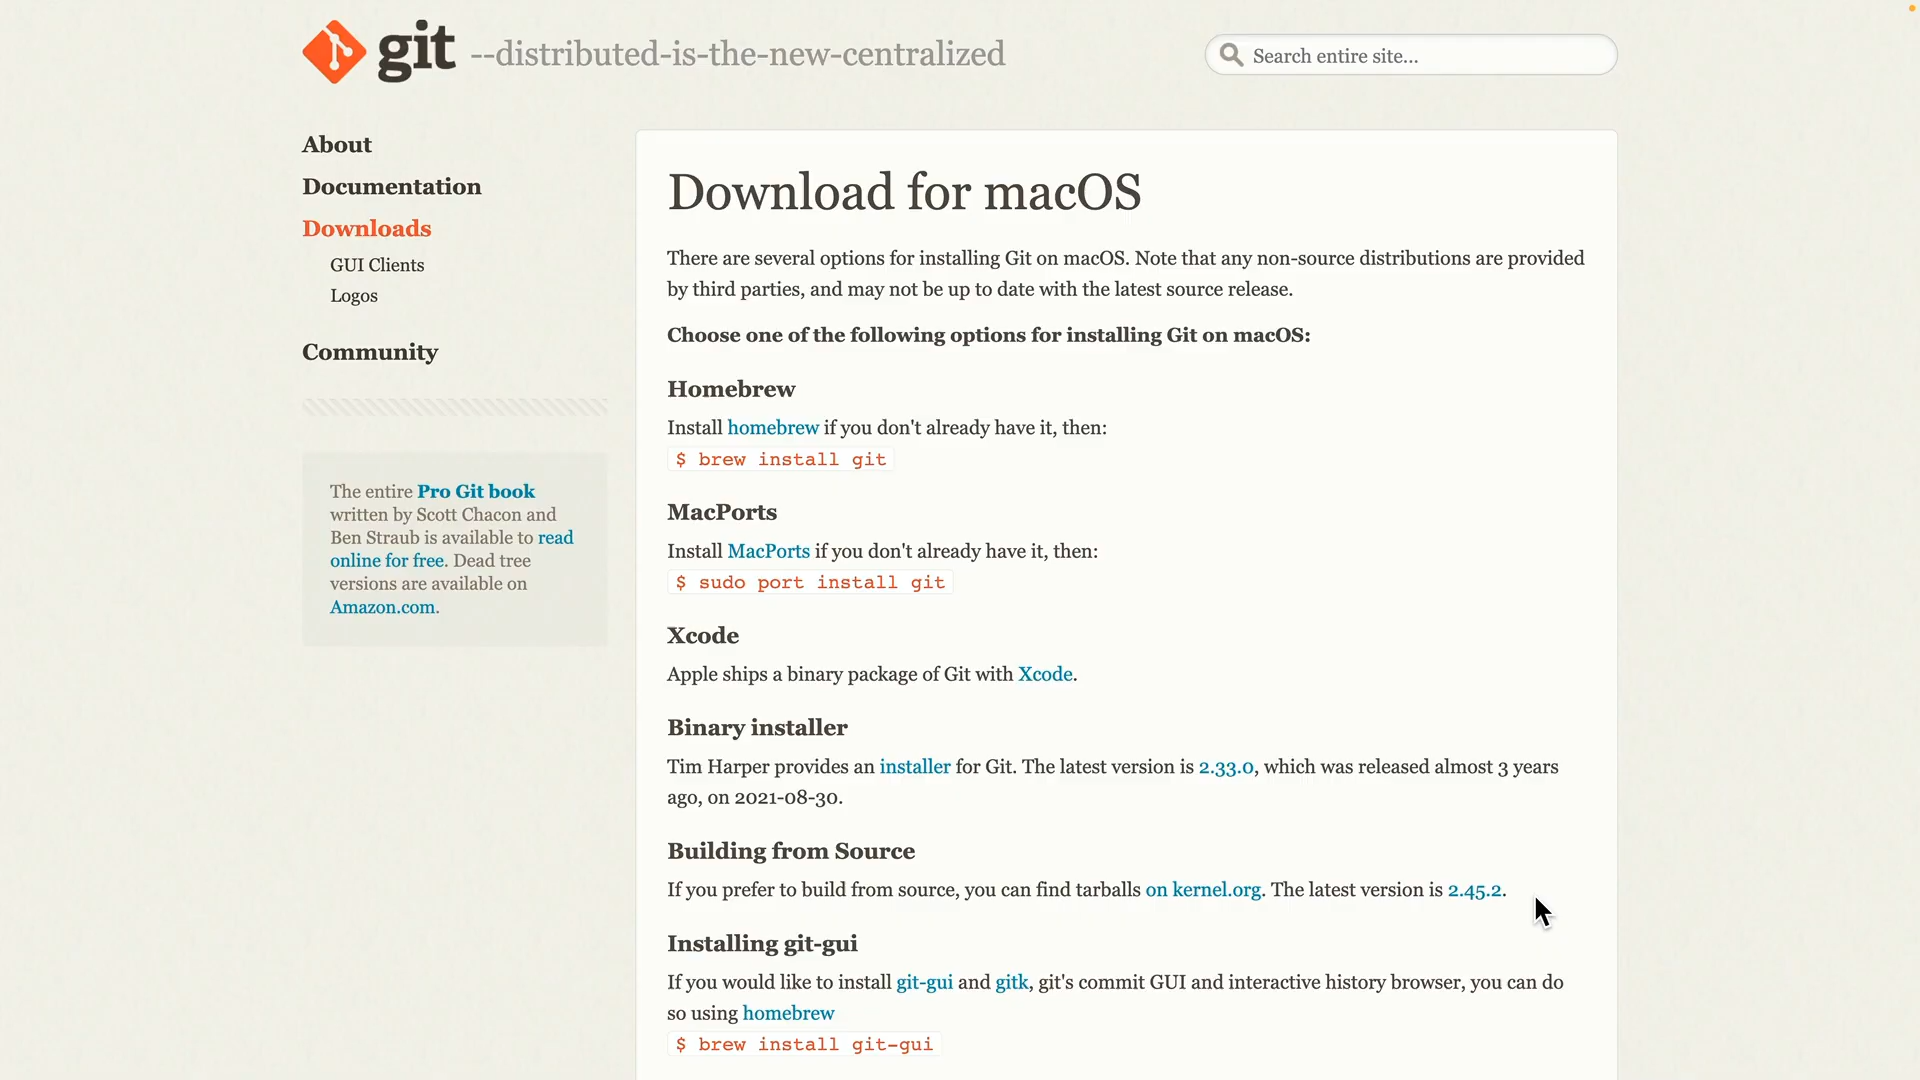 git --distributed-is-the-new-centralized
Search entire site...
About
Documentation
Downloads
GUI Clients
Logos
Community
The entire Pro Git book
written by Scott Chacon and
Ben Straub is available to read
online for free. Dead tree
versions are available on
Amazon.com.
Download for macOS
There are several options for installing Git on macOS. Note that any non-source distributions are provided
by third parties, and may not be up to date with the latest source release.
Choose one of the following options for installing Git on macOS:
Homebrew
Install homebrew if you don't already have it, then:
$ brew install git
MacPorts
Install MacPorts if you don't already have it, then:
$ sudo port install git
Xcode
Apple ships a binary package of Git with Xcode.
Binary installer
Tim Harper provides an installer for Git. The latest version is 2.33.0, which was released almost 3 years
ago, on 2021-08-30.
Building from Source
If you prefer to build from source, you can find tarballs on kernel.org. The latest version is 2.45.2.
Installing git-gui
If you would like to install git-gui and gitk, git's commit GUI and interactive history browser, you can do
so using homebrew
$ brew install git-gui